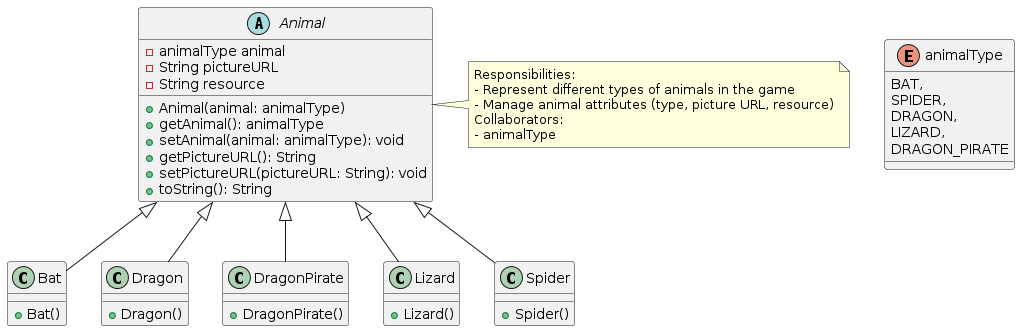 A Animal
animalType animal
String pictureURL
String resource
Animal(animal: animalType)
getAnimal(): animalType
setAnimal(animal: animalType): void
getPictureURL(): String
setPictureURL(pictureURL: String): void
toString(): String
Responsibilities:
- Represent different types of animals in the game
- Manage animal attributes (type, picture URL, resource)
Collaborators:
- animalType
E animalType
BAT,
SPIDER,
DRAGON,
LIZARD,
DRAGON_PIRATE
C Bat
Bat()
C Dragon
Dragon()
C DragonPirate
DragonPirate()
C Lizard
Lizard()
C Spider
Spider()